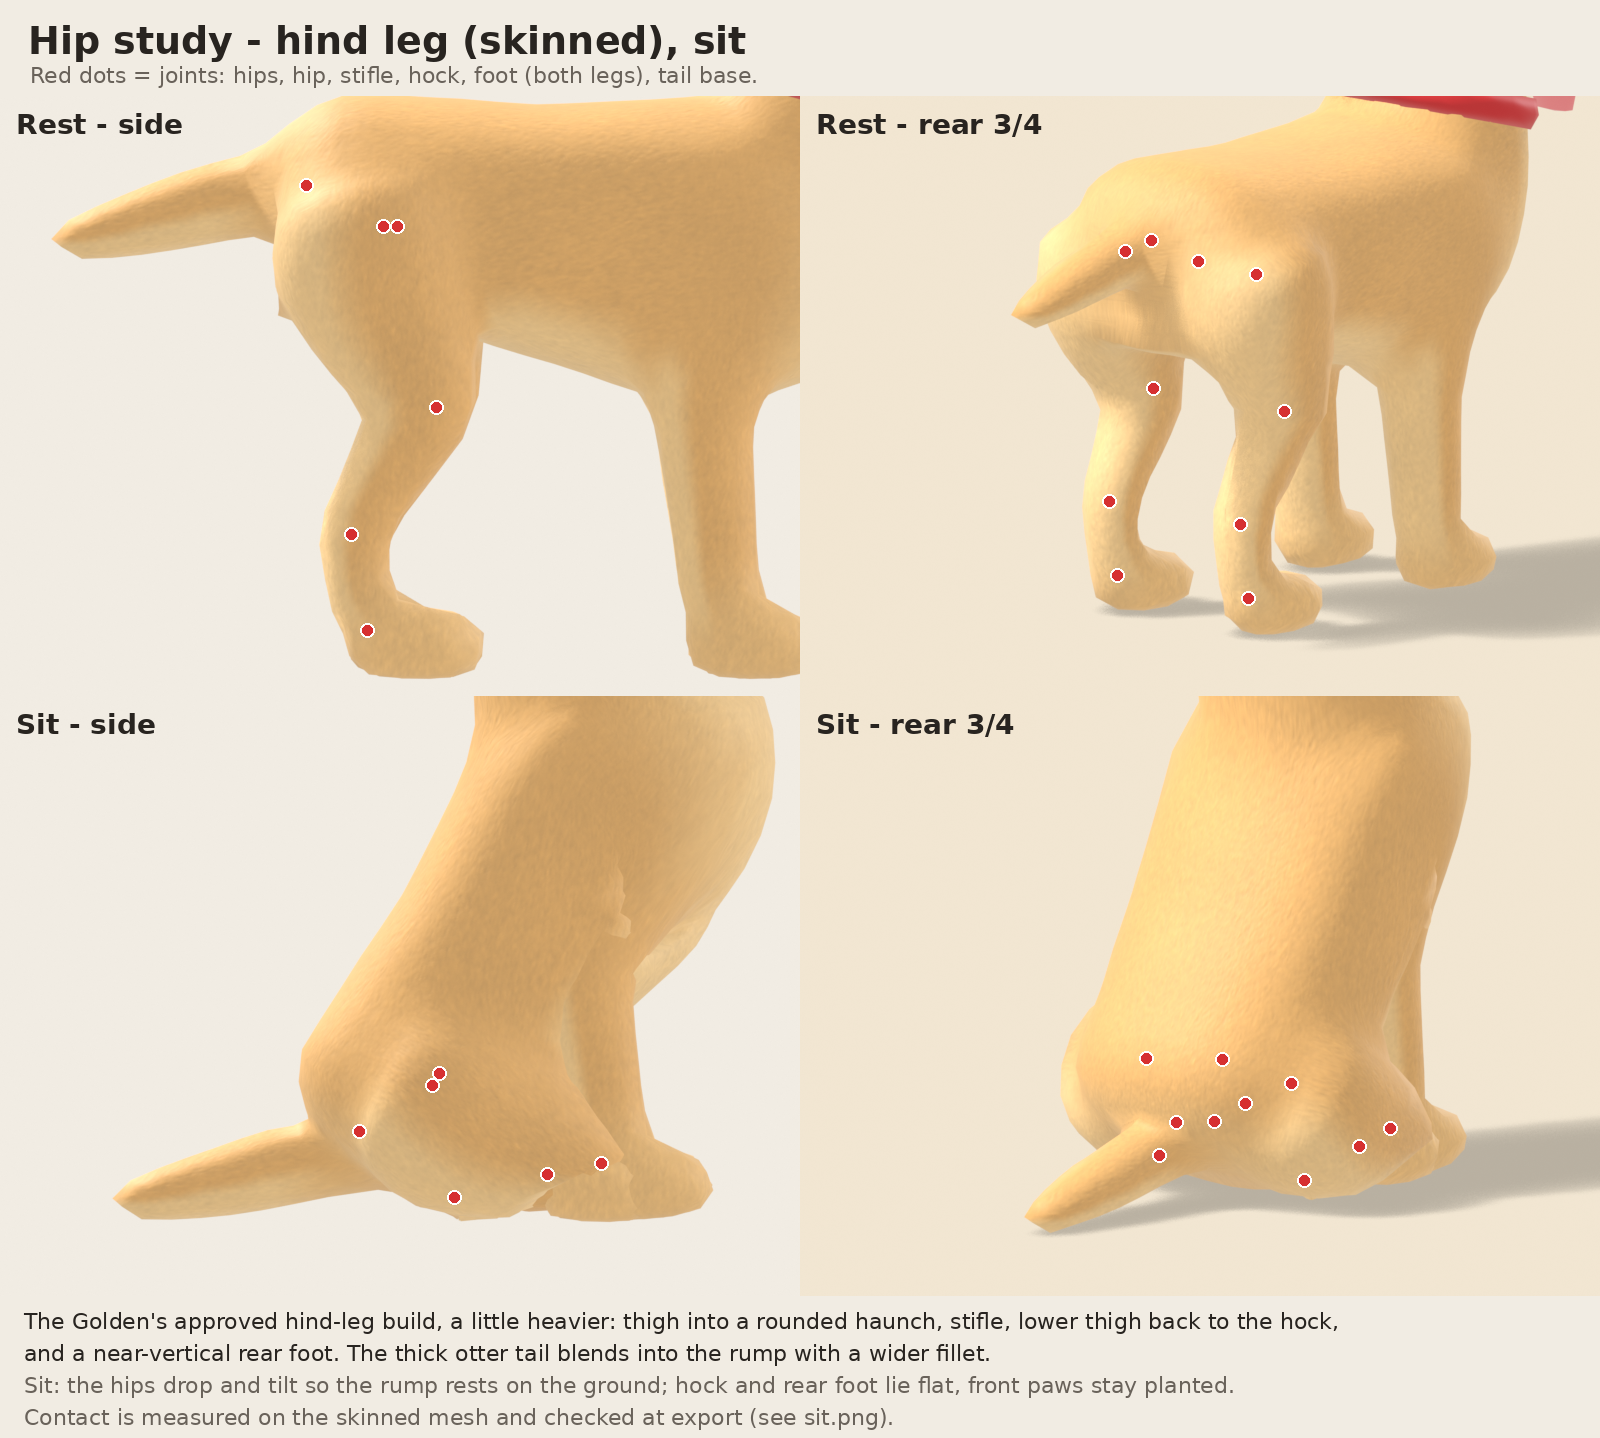 Hip study - hind leg (skinned), sit
Red dots = joints: hips, hip, stifle, hock, foot (both legs), tail base.
Rest - side
Rest - rear 3/4
Sit - side
Sit - rear 3/4
The Golden's approved hind-leg build, a little heavier: thigh into a rounded haunch, stifle, lower thigh back to the hock,
and a near-vertical rear foot. The thick otter tail blends into the rump with a wider fillet.
Sit: the hips drop and tilt so the rump rests on the ground; hock and rear foot lie flat, front paws stay planted.
Contact is measured on the skinned mesh and checked at export (see sit.png).